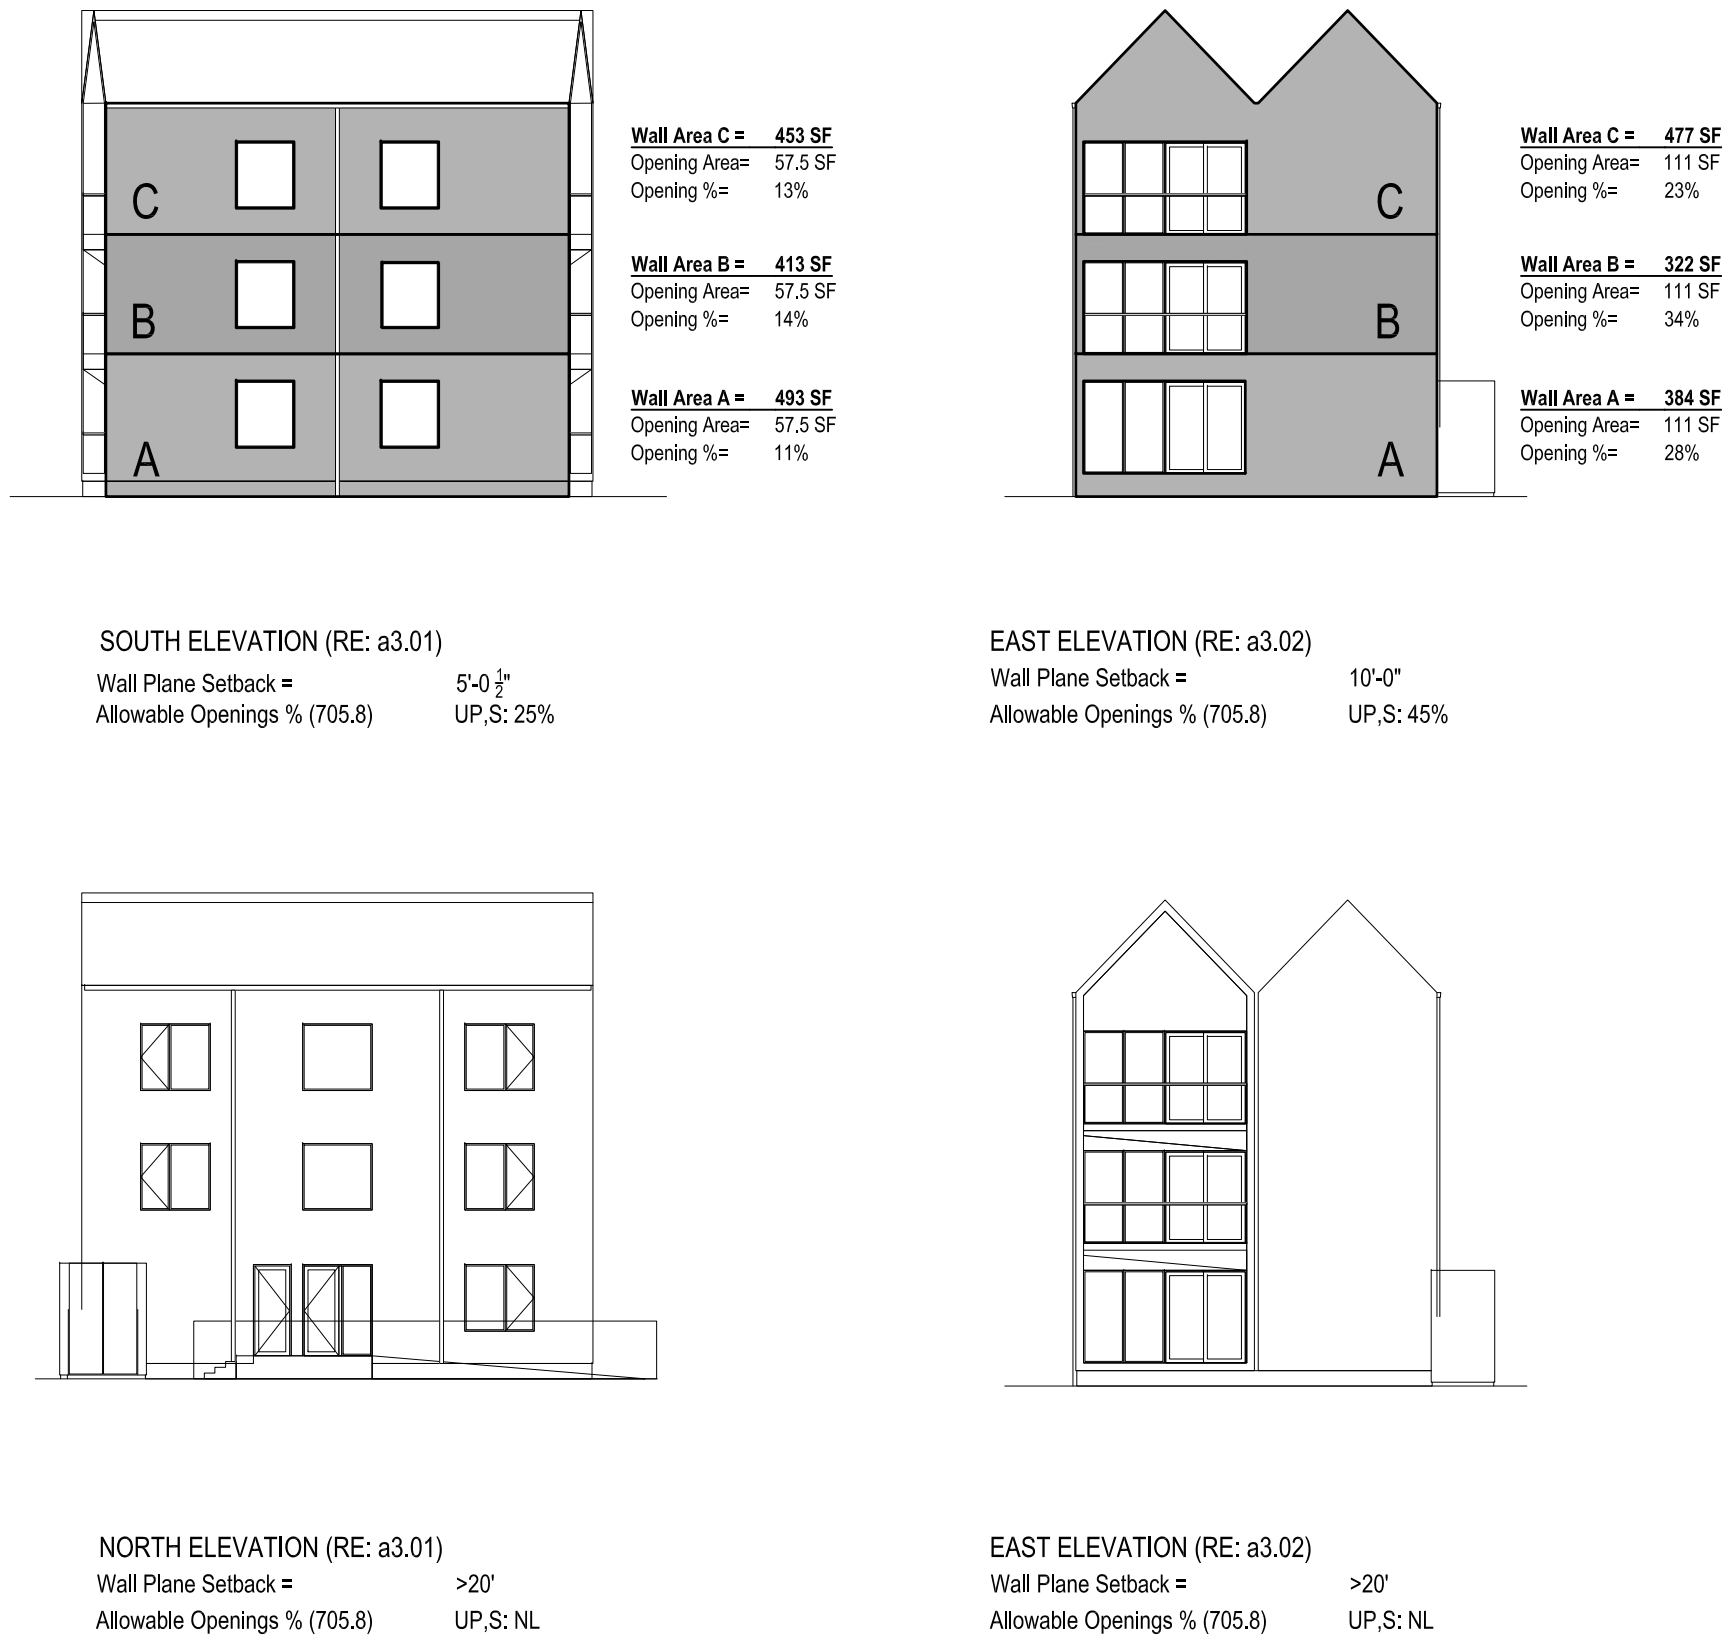 C
B
A
Wall Area C = 453 SF
Opening Area= 57.5 SF
Opening %= 13%
Wall Area B = 413 SF
Opening Area= 57.5 SF
Opening %= 14%
Wall Area A = 493 SF
Opening Area= 57.5 SF
Opening %= 11%
SOUTH ELEVATION (RE: a3.01)
Wall Plane Setback = 5'-0 1/2"
Allowable Openings % (705.8) UP,S: 25%
C
B
A
Wall Area C = 477 SF
Opening Area= 111 SF
Opening %= 23%
Wall Area B = 322 SF
Opening Area= 111 SF
Opening %= 34%
Wall Area A = 384 SF
Opening Area= 111 SF
Opening %= 28%
EAST ELEVATION (RE: a3.02)
Wall Plane Setback = 10'-0"
Allowable Openings % (705.8) UP,S: 45%
NORTH ELEVATION (RE: a3.01)
Wall Plane Setback = >20'
Allowable Openings % (705.8) UP,S: NL
EAST ELEVATION (RE: a3.02)
Wall Plane Setback = >20'
Allowable Openings % (705.8) UP,S: NL